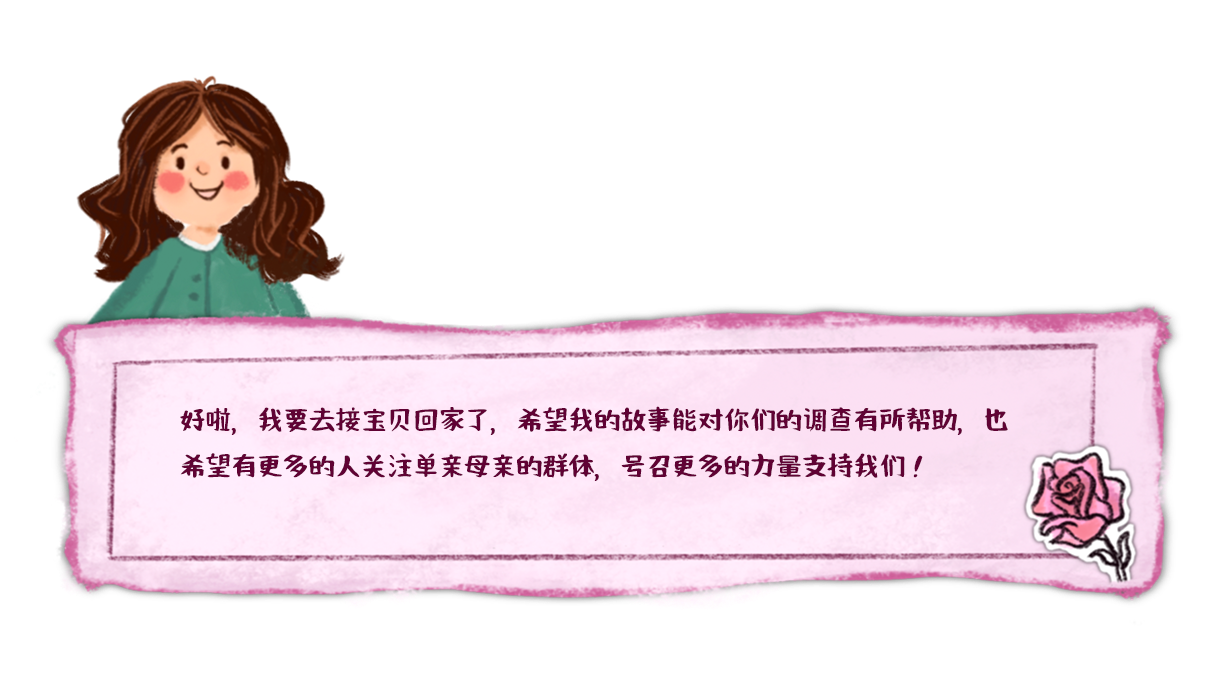 好啦，我要去接宝贝回家了，希望我的故事能对你们的调查有所帮助，也
希望有更多的人关注单亲母亲的群体，号召更多的力量支持我们！